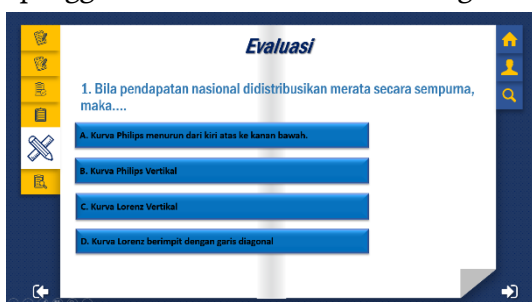 Evaluasi
1. Bila pendapatan nasional didistribusikan merata secara sempurna,
maka....
A. Kurva Philips menurun dari kiri atas ke kanan bawah.
B. Kurva Philips Vertikal
C. Kurva Lorenz Vertikal
D. Kurva Lorenz berimpit dengan garis diagonal